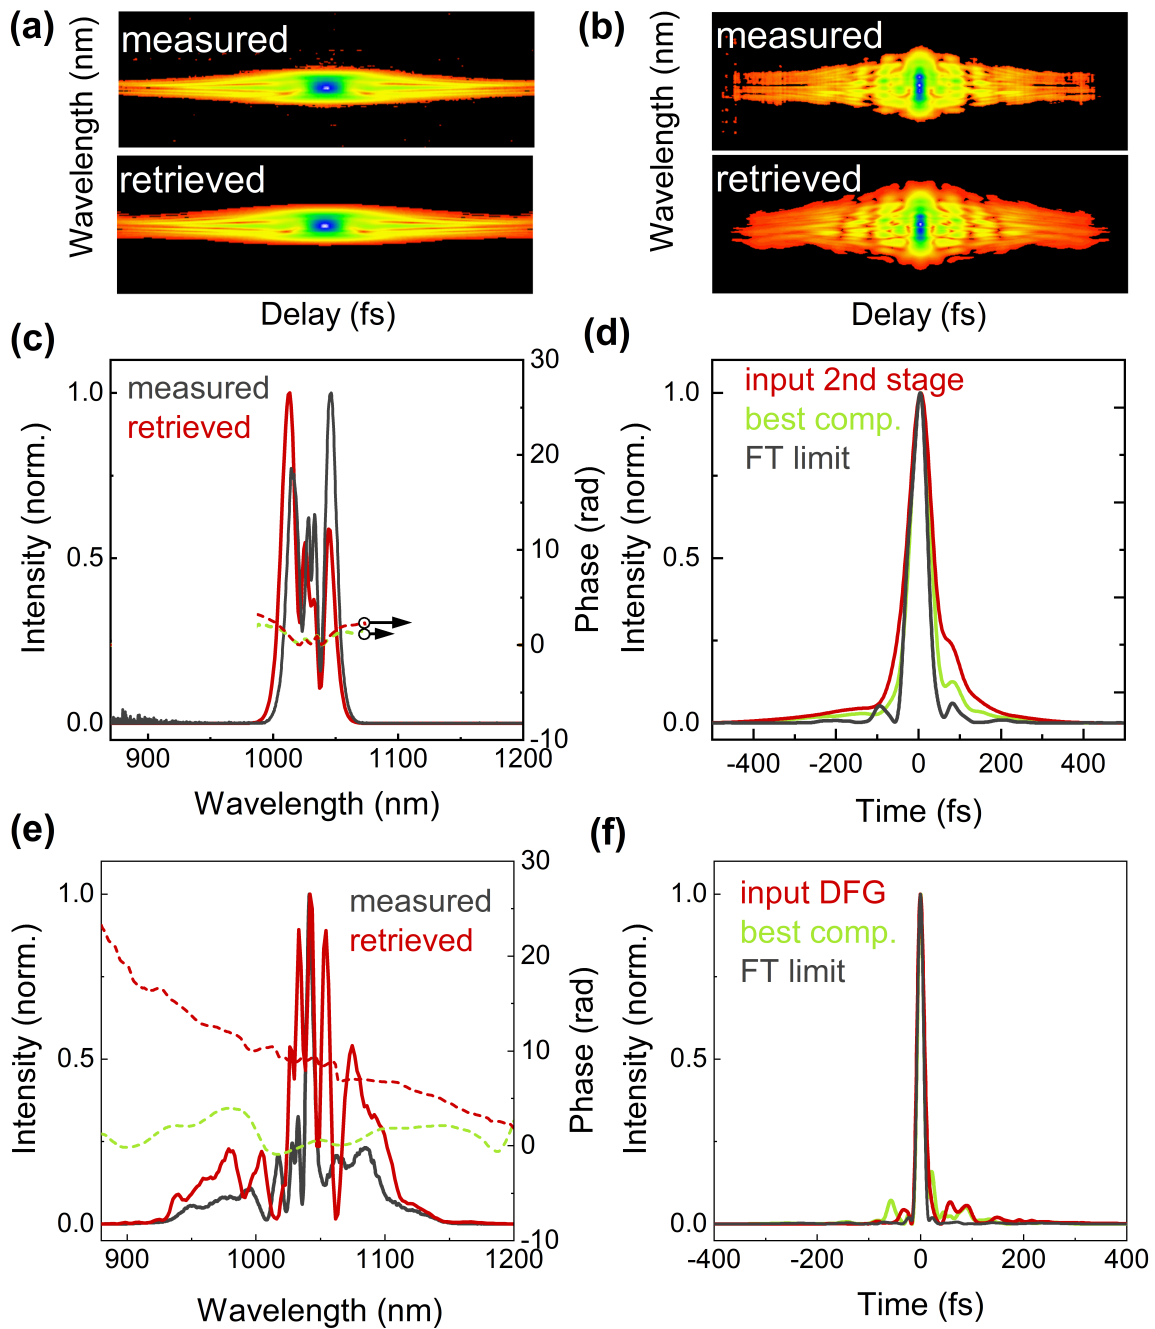 (a)
measured
Wavelength (nm)
retrieved
Delay (fs)
(b)
measured
Wavelength (nm)
retrieved
Delay (fs)
(c)
measured
retrieved
Intensity (norm.)
1.0
0.5
0.0
30
20
10
0
-10
Phase (rad)
900 1000 1100 1200
Wavelength (nm)
(d)
input 2nd stage
best comp.
FT limit
Intensity (norm.)
1.0
0.5
0.0
-400 -200 0 200 400
Time (fs)
(e)
measured
retrieved
Intensity (norm.)
1.0
0.5
0.0
30
20
10
0
-10
Phase (rad)
900 1000 1100 1200
Wavelength (nm)
(f)
input DFG
best comp.
FT limit
Intensity (norm.)
1.0
0.5
0.0
-400 -200 0 200 400
Time (fs)